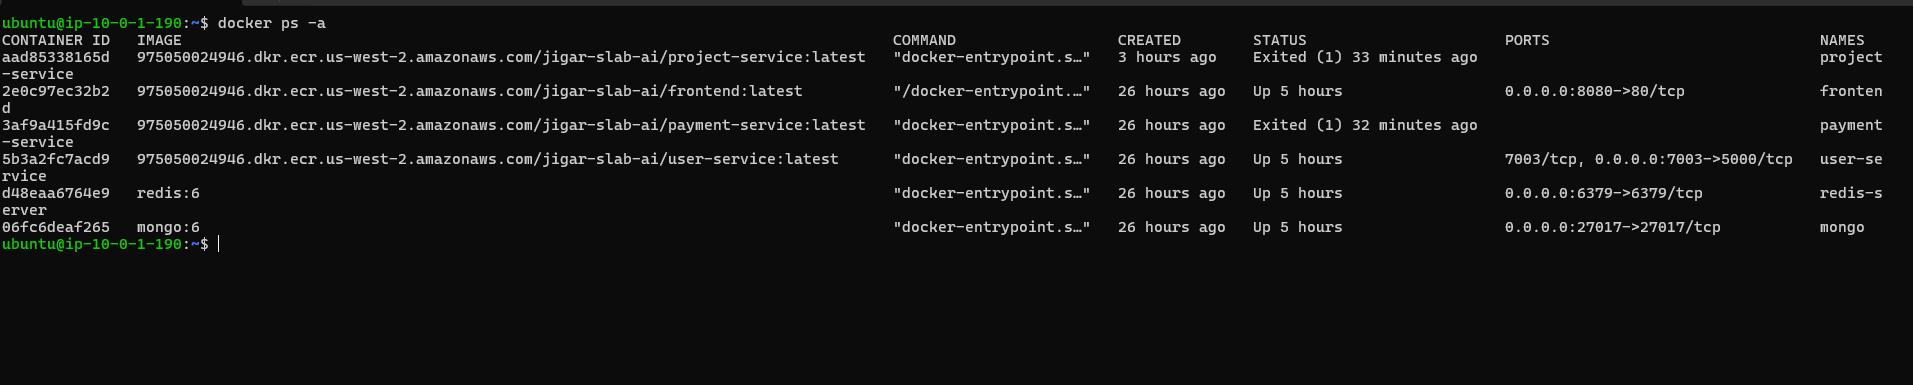 ubuntu@ip-10-0-1-190:~$ docker ps -a
CONTAINER ID   IMAGE                                                                               COMMAND                  CREATED        STATUS                      PORTS                              NAMES
aad85338165d   975050024946.dkr.ecr.us-west-2.amazonaws.com/jigar-slab-ai/project-service:latest   "docker-entrypoint.s…"   3 hours ago    Exited (1) 33 minutes ago                                      project
-service
2e0c97ec32b2   975050024946.dkr.ecr.us-west-2.amazonaws.com/jigar-slab-ai/frontend:latest          "/docker-entrypoint.…"   26 hours ago   Up 5 hours                  0.0.0.0:8080->80/tcp               fronten
d
3af9a415fd9c   975050024946.dkr.ecr.us-west-2.amazonaws.com/jigar-slab-ai/payment-service:latest   "docker-entrypoint.s…"   26 hours ago   Exited (1) 32 minutes ago                                      payment
-service
5b3a2fc7acd9   975050024946.dkr.ecr.us-west-2.amazonaws.com/jigar-slab-ai/user-service:latest      "docker-entrypoint.s…"   26 hours ago   Up 5 hours                  7003/tcp, 0.0.0.0:7003->5000/tcp   user-se
rvice
d48eaa6764e9   redis:6                                                                             "docker-entrypoint.s…"   26 hours ago   Up 5 hours                  0.0.0.0:6379->6379/tcp             redis-s
erver
06fc6deaf265   mongo:6                                                                             "docker-entrypoint.s…"   26 hours ago   Up 5 hours                  0.0.0.0:27017->27017/tcp           mongo
ubuntu@ip-10-0-1-190:~$